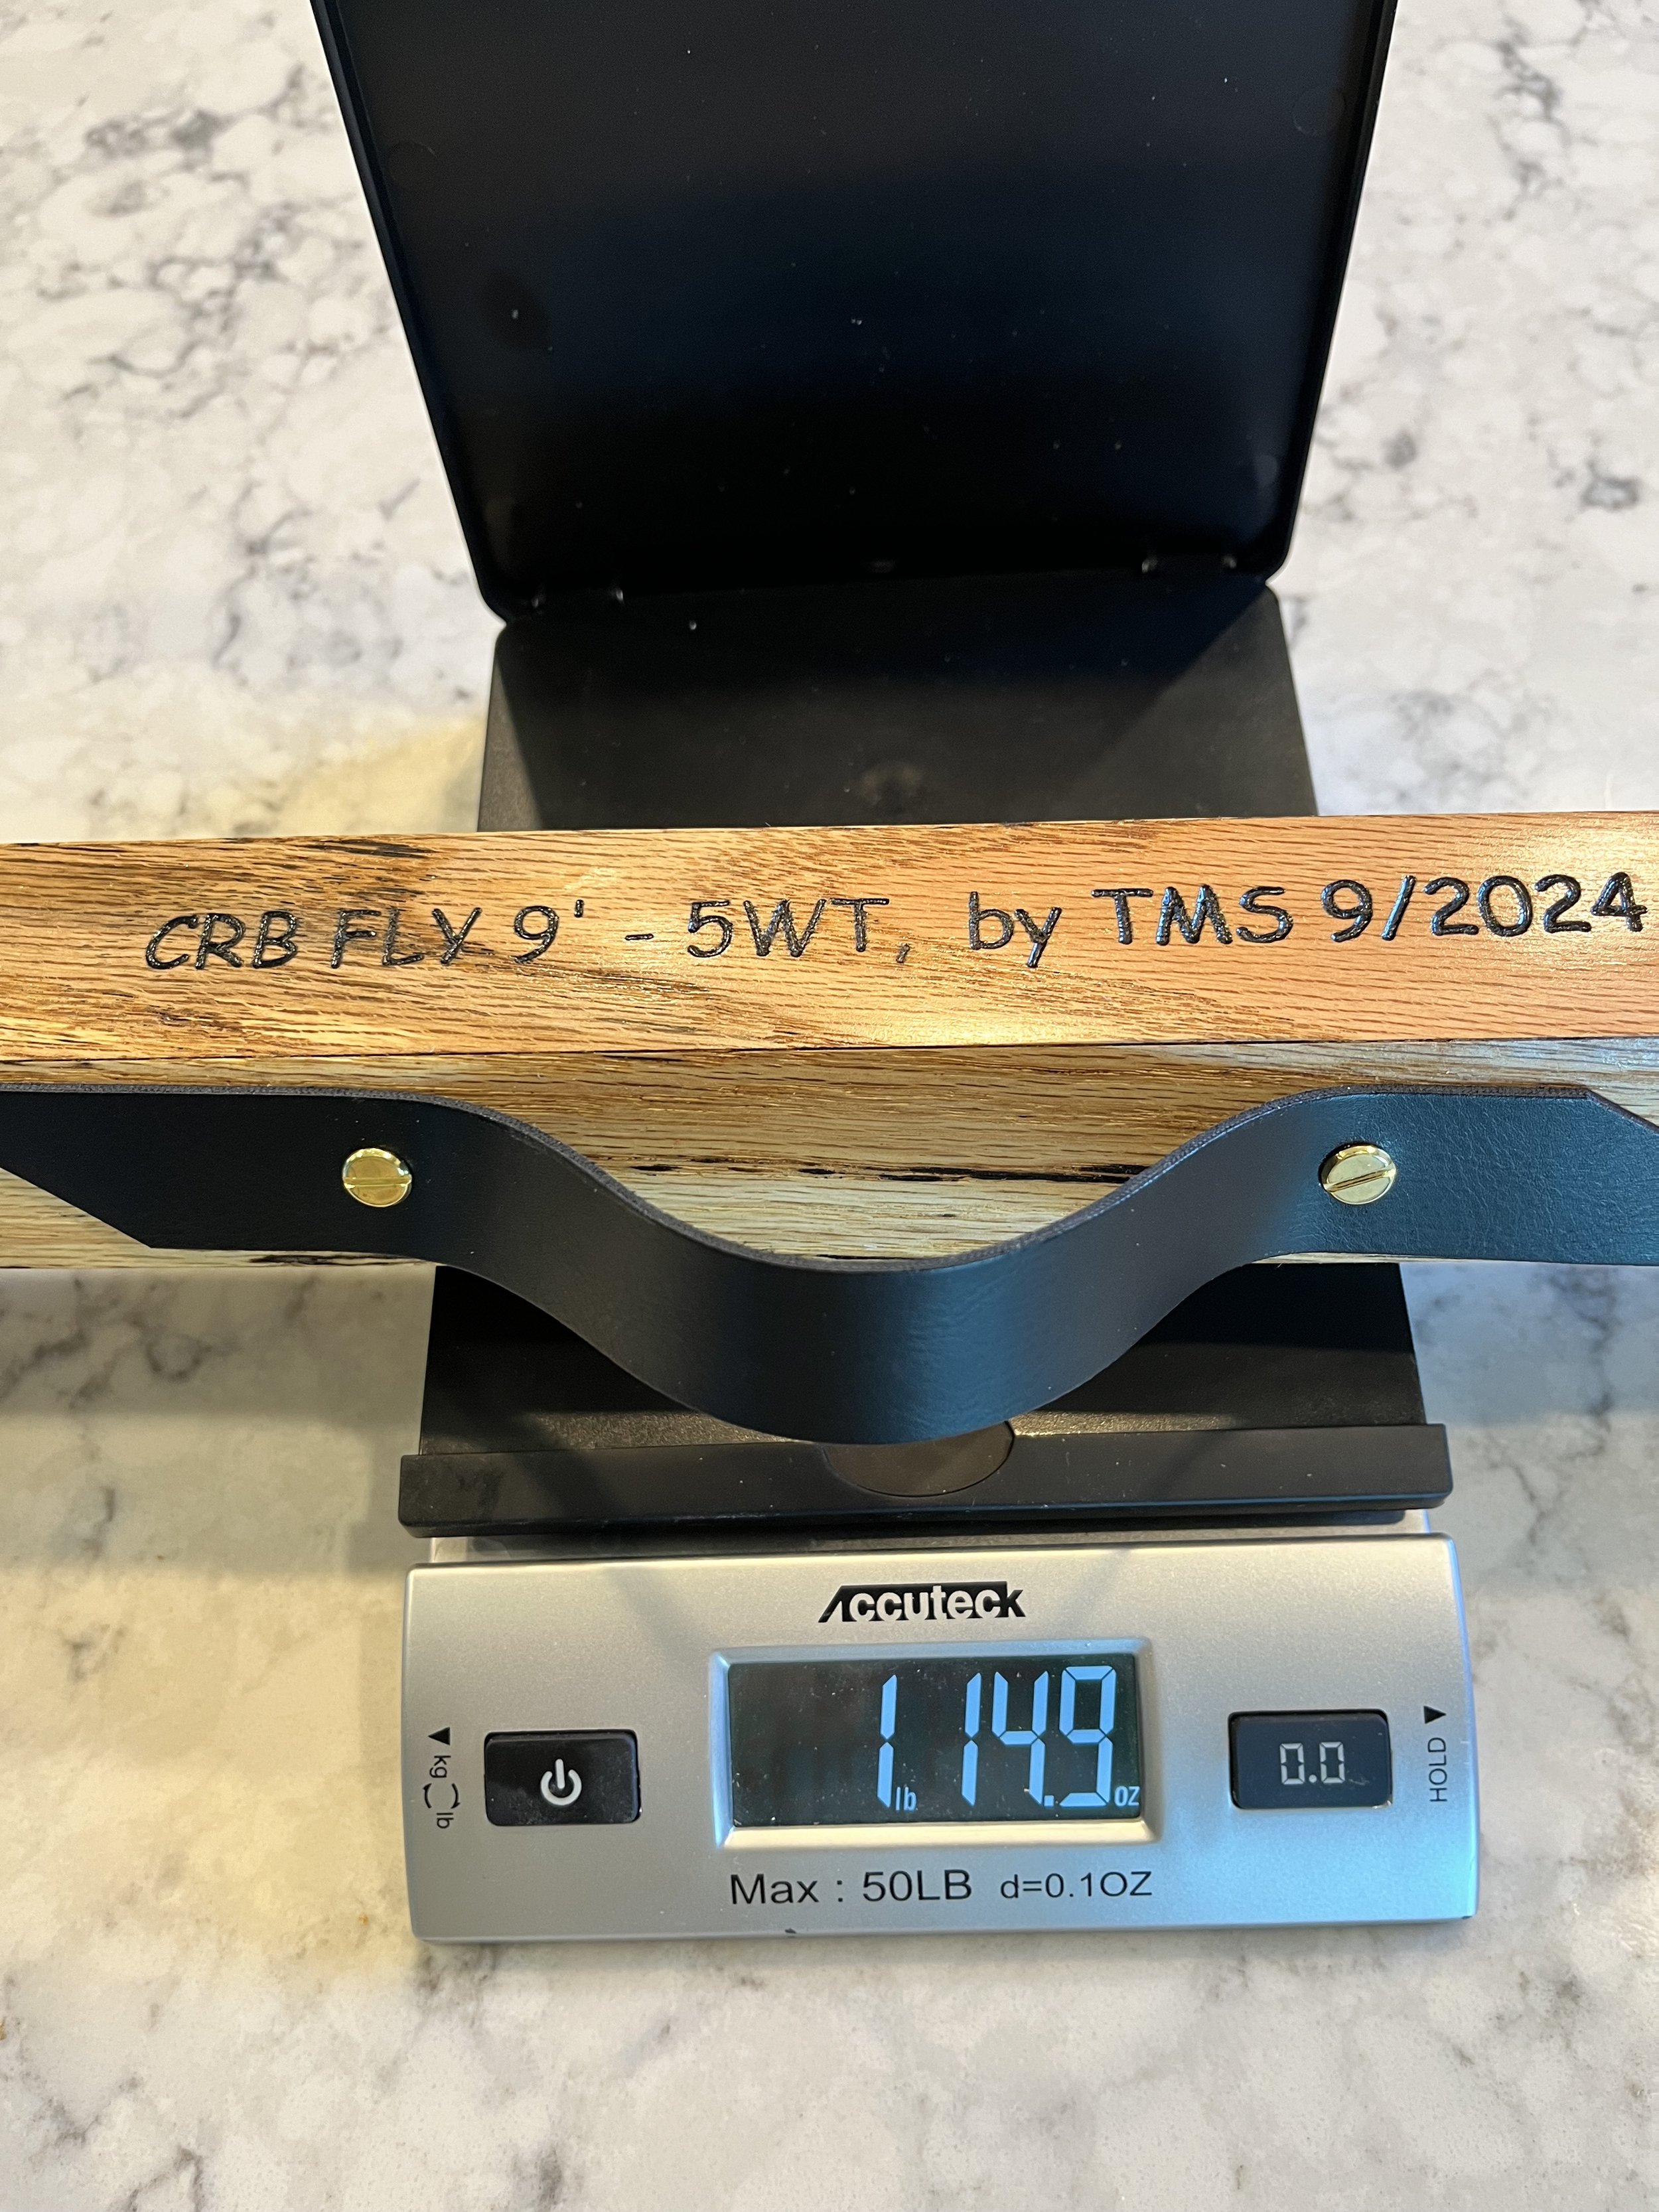 CRB FLY 9' - 5WT, by TMS 9/2024
Accuteck
1 lb 14.9 oz
kg lb
0.0
HOLD
Max : 50LB d=0.1OZ